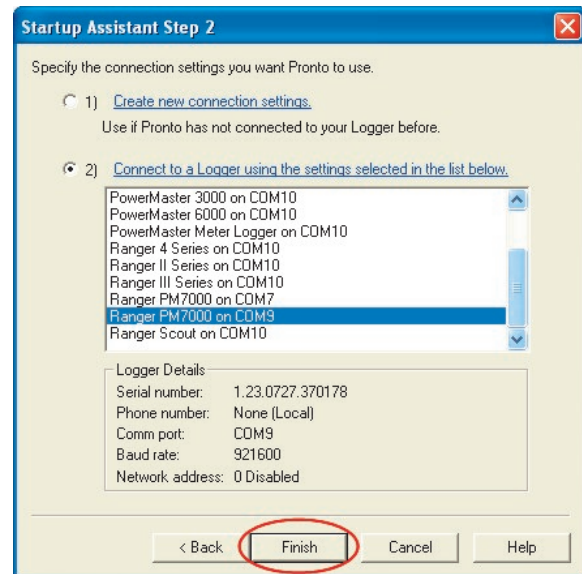 Startup Assistant Step 2
Specify the connection settings you want Pronto to use.
1) Create new connection settings.
Use if Pronto has not connected to your Logger before.
2) Connect to a Logger using the settings selected in the list below.
PowerMaster 3000 on COM10
PowerMaster 6000 on COM10
PowerMaster Meter Logger on COM10
Ranger 4 Series on COM10
Ranger II Series on COM10
Ranger III Series on COM10
Ranger PM7000 on COM7
Ranger PM7000 on COM9
Ranger Scout on COM10
Logger Details
Serial number: 1.23.0727.370178
Phone number: None (Local)
Comm port: COM9
Baud rate: 921600
Network address: 0 Disabled
< Back Finish Cancel Help